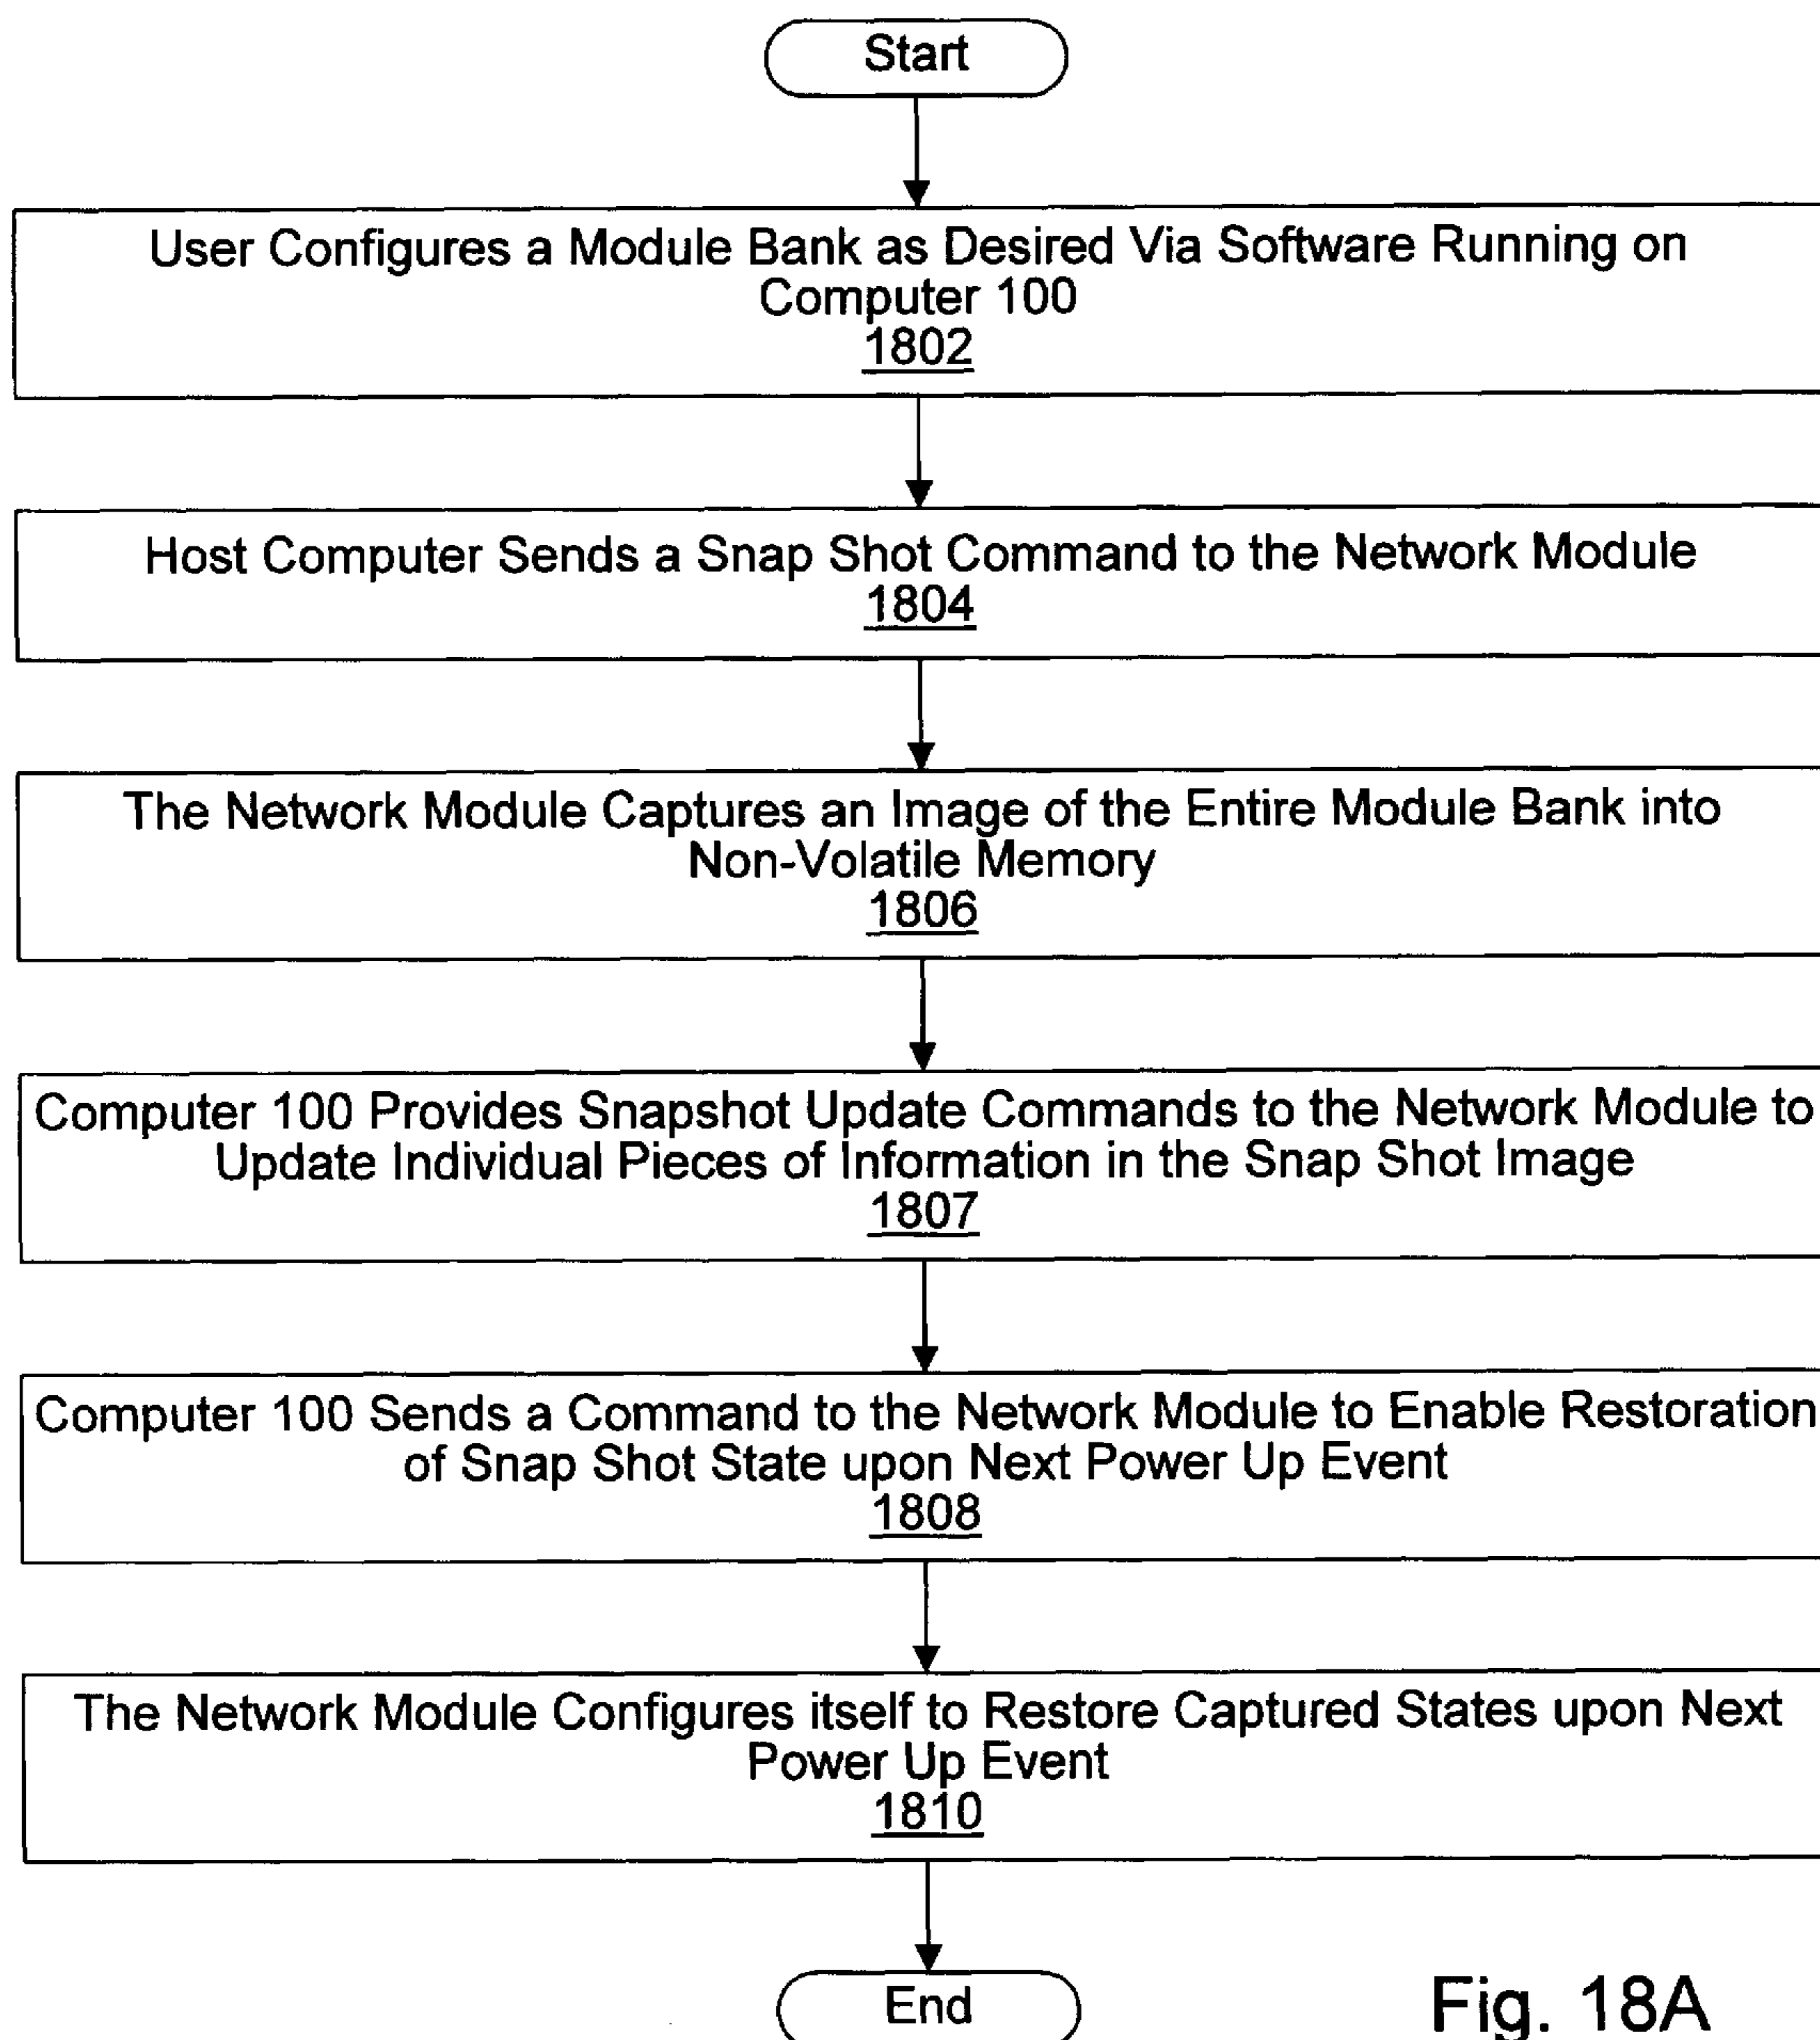 Start
User Configures a Module Bank as Desired Via Software Running on
Computer 100
1802
Host Computer Sends a Snap Shot Command to the Network Module
1804
The Network Module Captures an Image of the Entire Module Bank into
Non-Volatile Memory
1806
Computer 100 Provides Snapshot Update Commands to the Network Module to
Update Individual Pieces of Information in the Snap Shot Image
1807
Computer 100 Sends a Command to the Network Module to Enable Restoration
of Snap Shot State upon Next Power Up Event
1808
The Network Module Configures itself to Restore Captured States upon Next
Power Up Event
1810
End
Fig. 18A